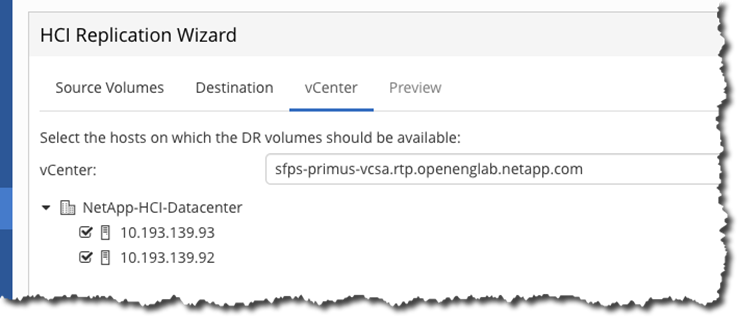 HCI Replication Wizard
Source Volumes Destination vCenter Preview
Select the hosts on which the DR volumes should be available:
vCenter: sfps-primus-vcsa.rtp.openenglab.netapp.com
NetApp-HCI-Datacenter
10.193.139.93
10.193.139.92